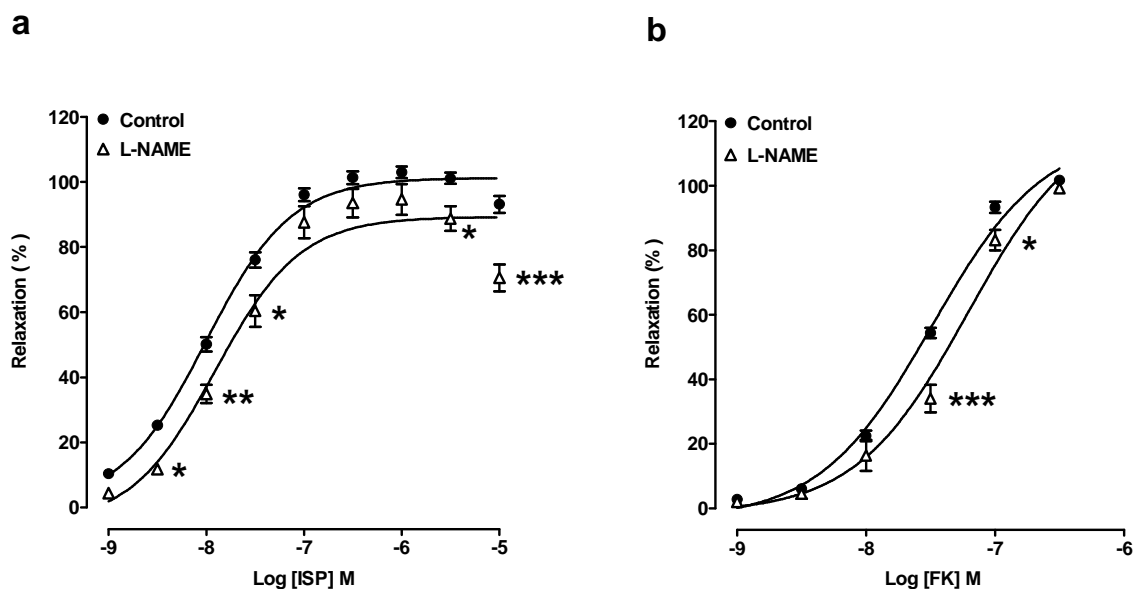 a
Control
L-NAME
120
100
80
60
40
20
0
Relaxation ( % )
*
**
*
*
***
-9 -8 -7 -6 -5
Log [ISP] M
b
Control
L-NAME
120
100
80
60
40
20
0
Relaxation (% )
***
*
-9 -8 -7 -6
Log [FK] M